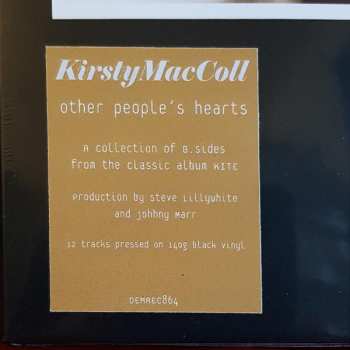 KirstyMacColl
other people's hearts
A collection of B.sides
from the classic album KITE
production by steve lillywhite
and johnny marr
12 tracks pressed on 140g black vinyl
DEMREC864